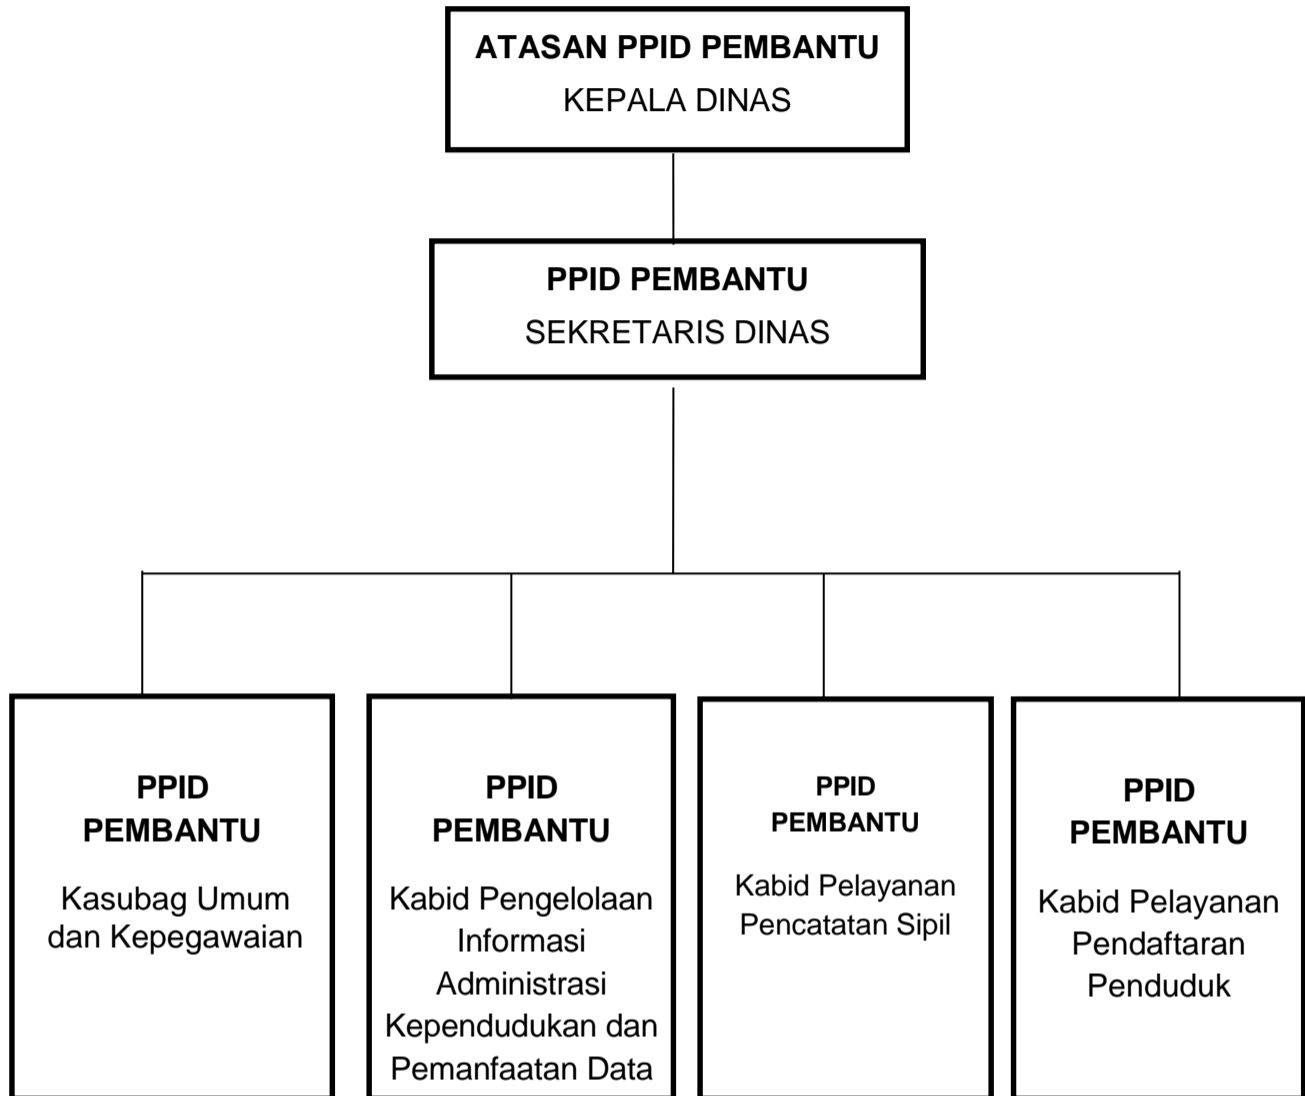 ATASAN PPID PEMBANTU
KEPALA DINAS
PPID PEMBANTU
SEKRETARIS DINAS
PPID
PEMBANTU
Kasubag Umum
dan Kepegawaian
PPID
PEMBANTU
Kabid Pengelolaan
Informasi
Administrasi
Kependudukan dan
Pemanfaatan Data
PPID
PEMBANTU
Kabid Pelayanan
Pencatatan Sipil
PPID
PEMBANTU
Kabid Pelayanan
Pendaftaran
Penduduk